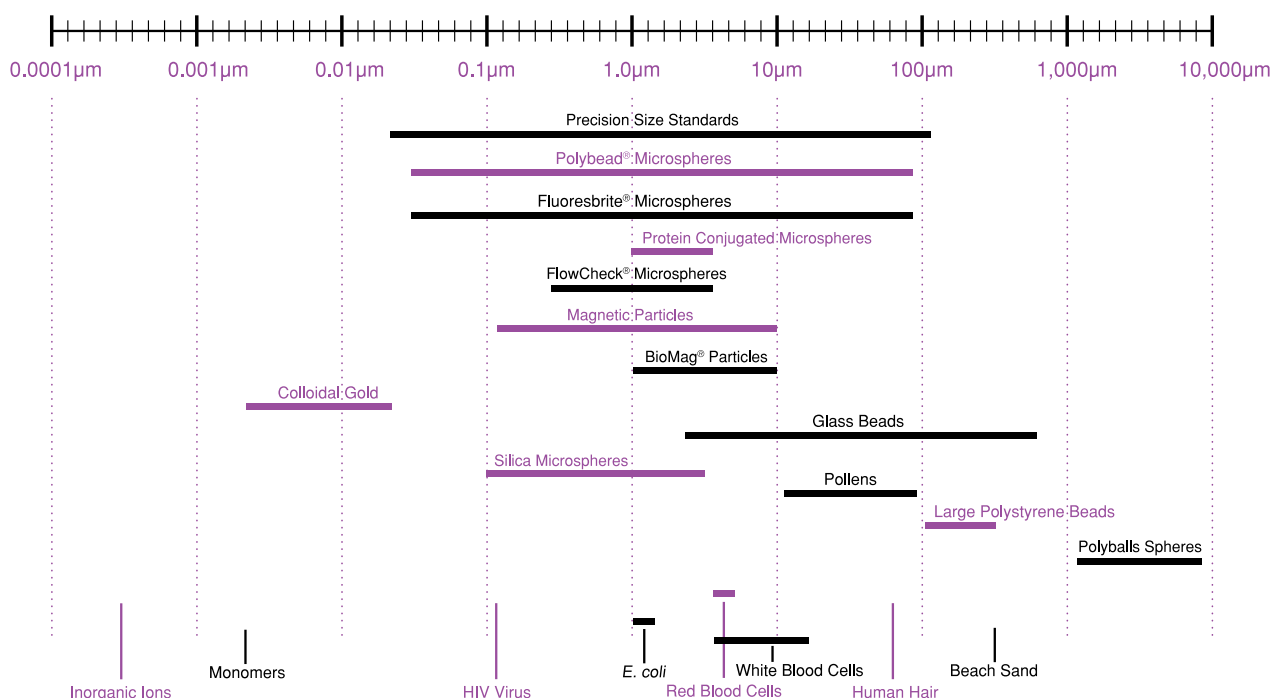 0.0001µm 0.001µm 0.01µm 0.1µm 1.0µm 10µm 100µm 1,000µm 10,000µm
Precision Size Standards
Polybead® Microspheres
Fluoresbrite® Microspheres
Protein Conjugated Microspheres
FlowCheck® Microspheres
Magnetic Particles
BioMag® Particles
Colloidal Gold
Glass Beads
Silica Microspheres
Pollens
Large Polystyrene Beads
Polyballs Spheres
Monomers E. coli White Blood Cells Beach Sand
Inorganic Ions HIV Virus Red Blood Cells Human Hair